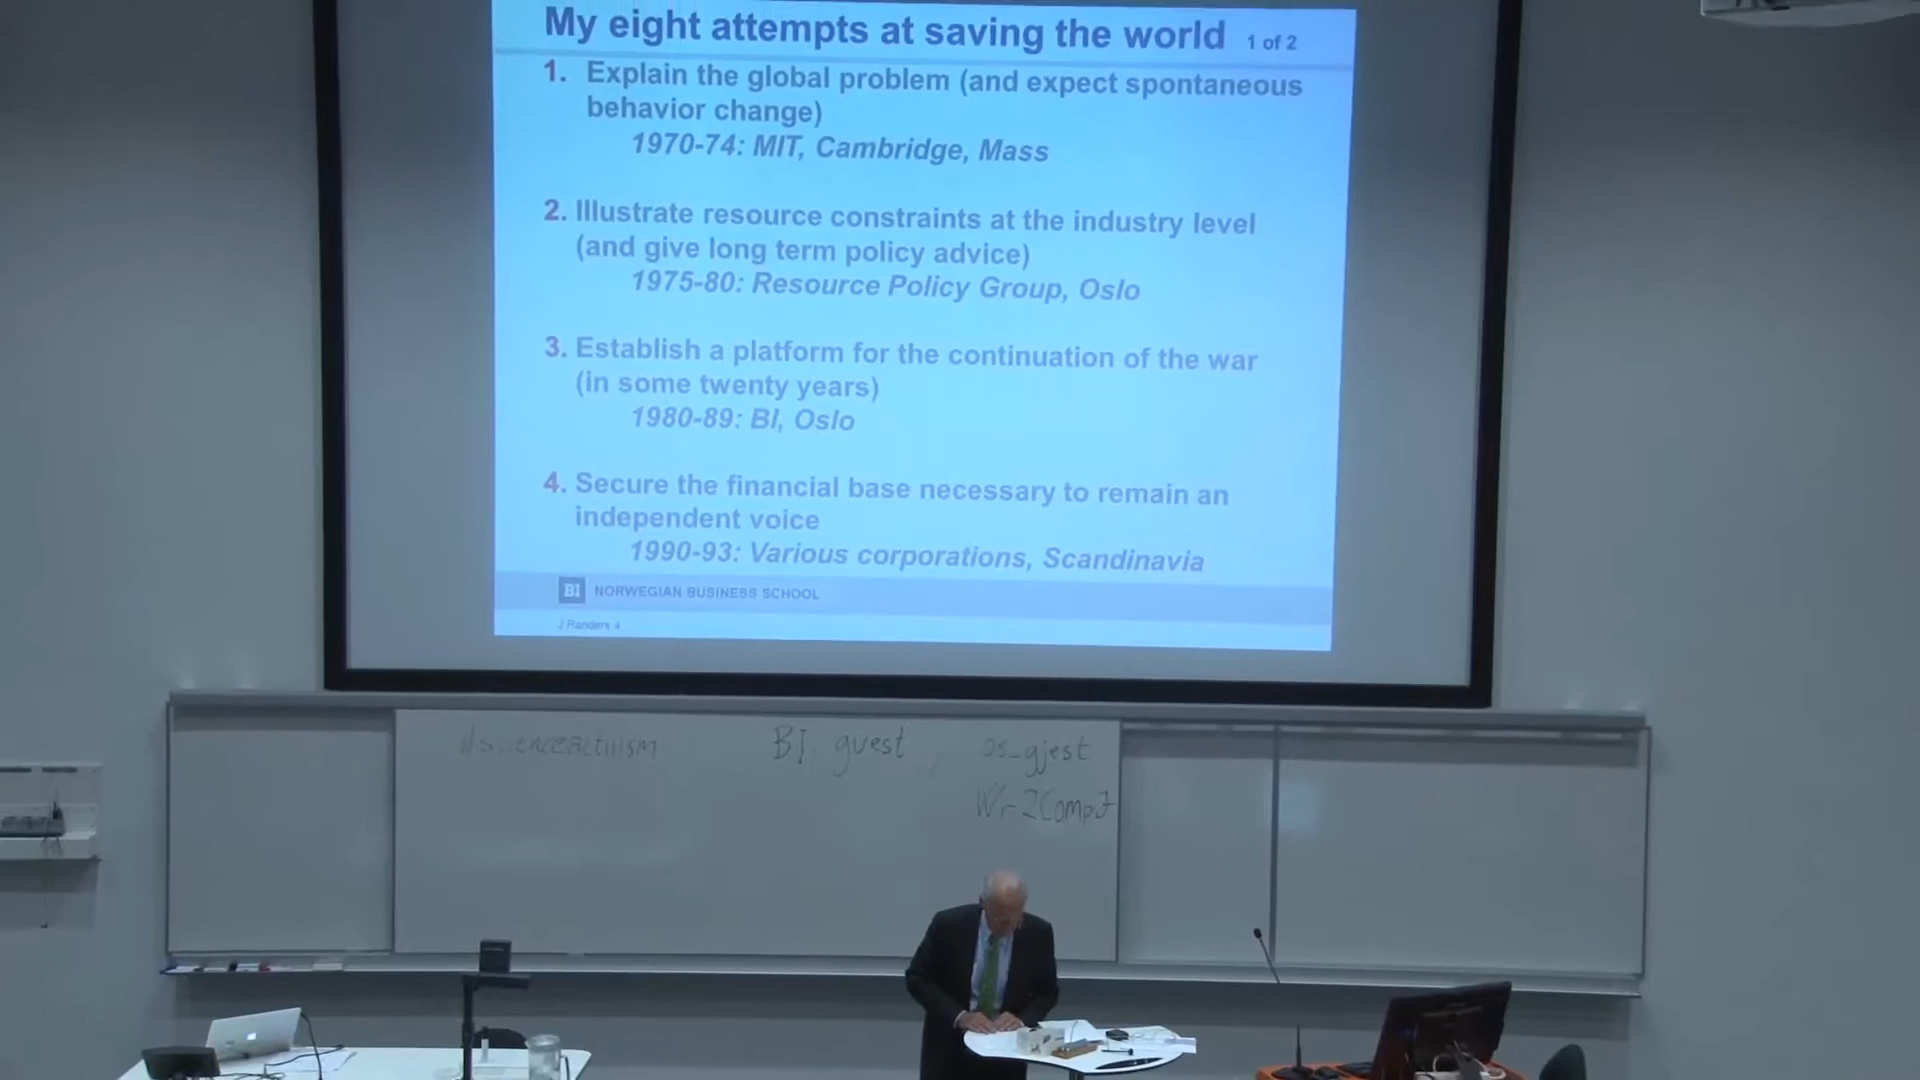 My eight attempts at saving the world 1 of 2
1. Explain the global problem (and expect spontaneous
behavior change)
1970-74: MIT, Cambridge, Mass
2. Illustrate resource constraints at the industry level
(and give long term policy advice)
1975-80: Resource Policy Group, Oslo
3. Establish a platform for the continuation of the war
(in some twenty years)
1980-89: BI, Oslo
4. Secure the financial base necessary to remain an
independent voice
1990-93: Various corporations, Scandinavia
BI NORWEGIAN BUSINESS SCHOOL
J Randers 4
BI guest